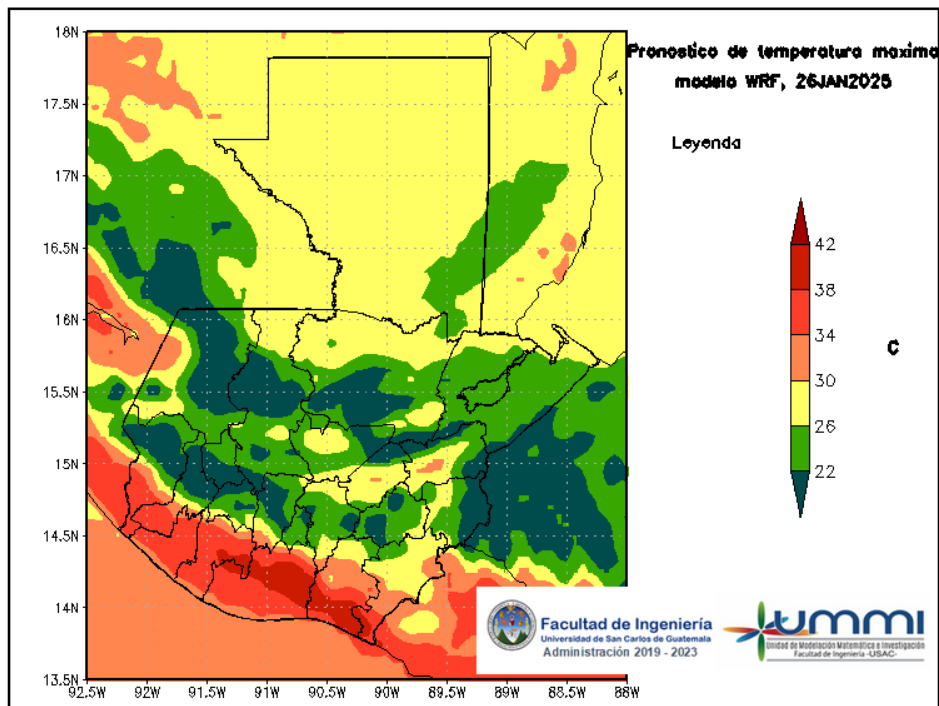 Pronostico de temperatura maxima
modelo WRF, 26JAN2025
Leyenda
18N
17.5N
17N
16.5N
16N
15.5N
15N
14.5N
14N
13.5N
92.5W 92W 91.5W 91W 90.5W 90W 89.5W 89W 88.5W 88W
42
38
34
30
26
22
C
Facultad de Ingeniería
Universidad de San Carlos de Guatemala
Administración 2019 - 2023
UMMI
Unidad de Modelación Matemática e Investigación
Facultad de Ingeniería -USAC-